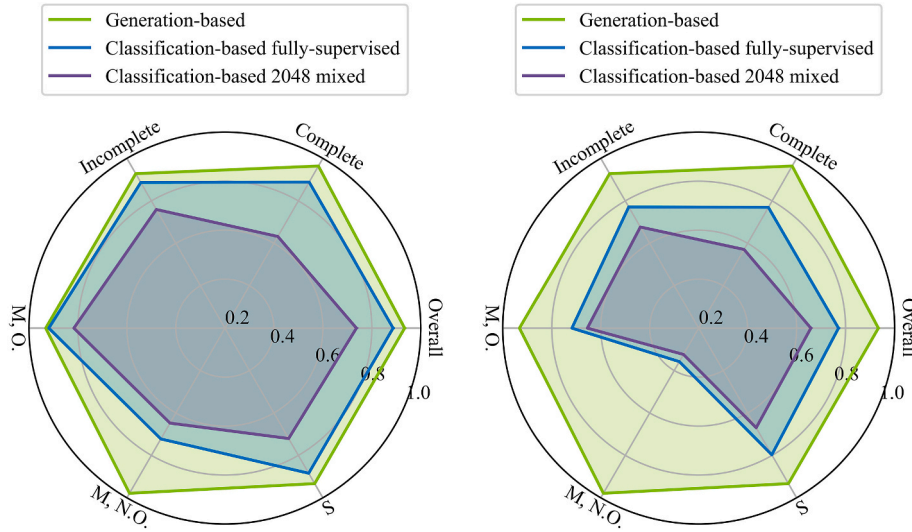 Generation-based
Classification-based fully-supervised
Classification-based 2048 mixed
Incomplete
Complete
M, O.
0.2
0.4
0.6
0.8
1.0
Overall
M, N.O.
S
Generation-based
Classification-based fully-supervised
Classification-based 2048 mixed
Incomplete
Complete
M, O.
0.2
0.4
0.6
0.8
1.0
Overall
M, N.O.
S